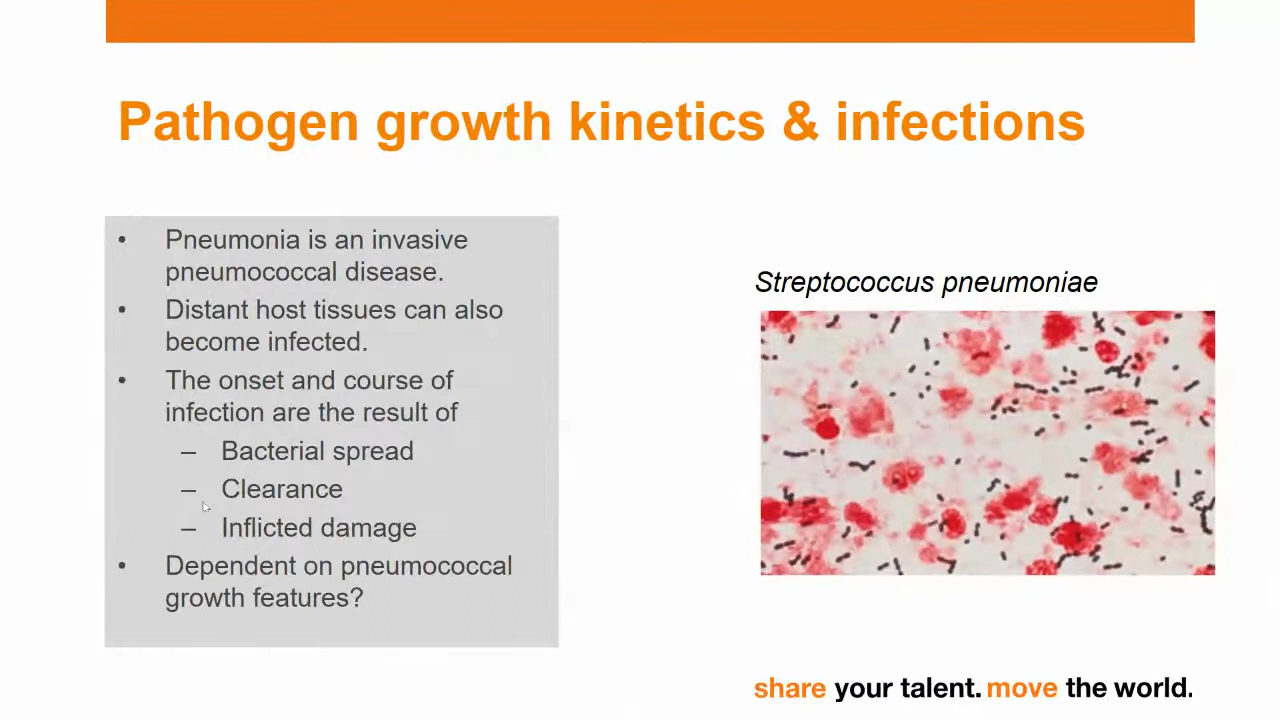 Pathogen growth kinetics & infections
• Pneumonia is an invasive
pneumococcal disease.
• Distant host tissues can also
become infected.
• The onset and course of
infection are the result of
– Bacterial spread
– Clearance
– Inflicted damage
• Dependent on pneumococcal
growth features?
Streptococcus pneumoniae
share your talent. move the world.